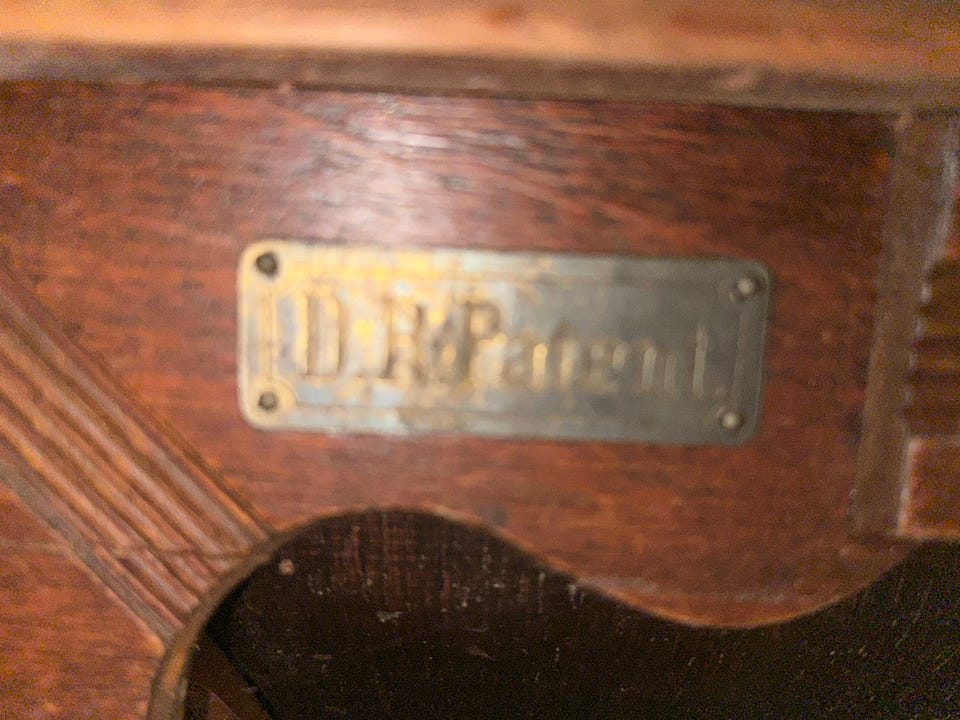 D. R. Patent.